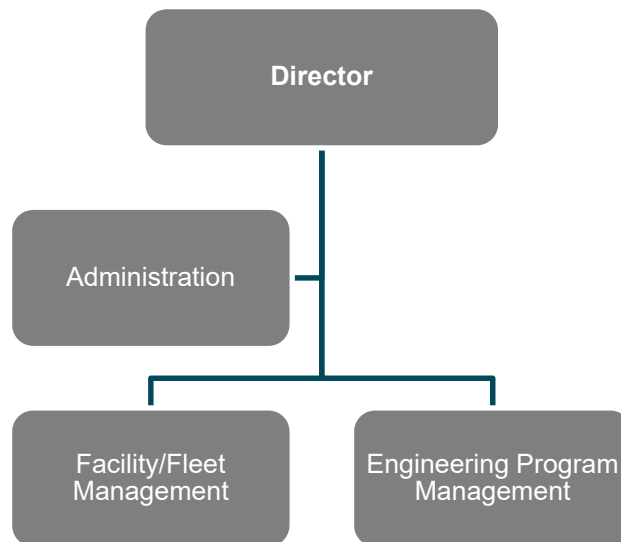 Director
Administration
Facility/Fleet
Management
Engineering Program
Management